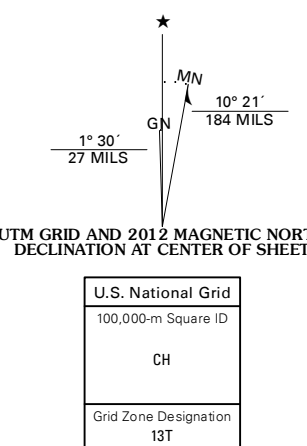 ★
MN
GN
10° 21´
184 MILS
1° 30´
27 MILS
UTM GRID AND 2012 MAGNETIC NORT
DECLINATION AT CENTER OF SHEET
U.S. National Grid
100,000-m Square ID
CH
Grid Zone Designation
13T